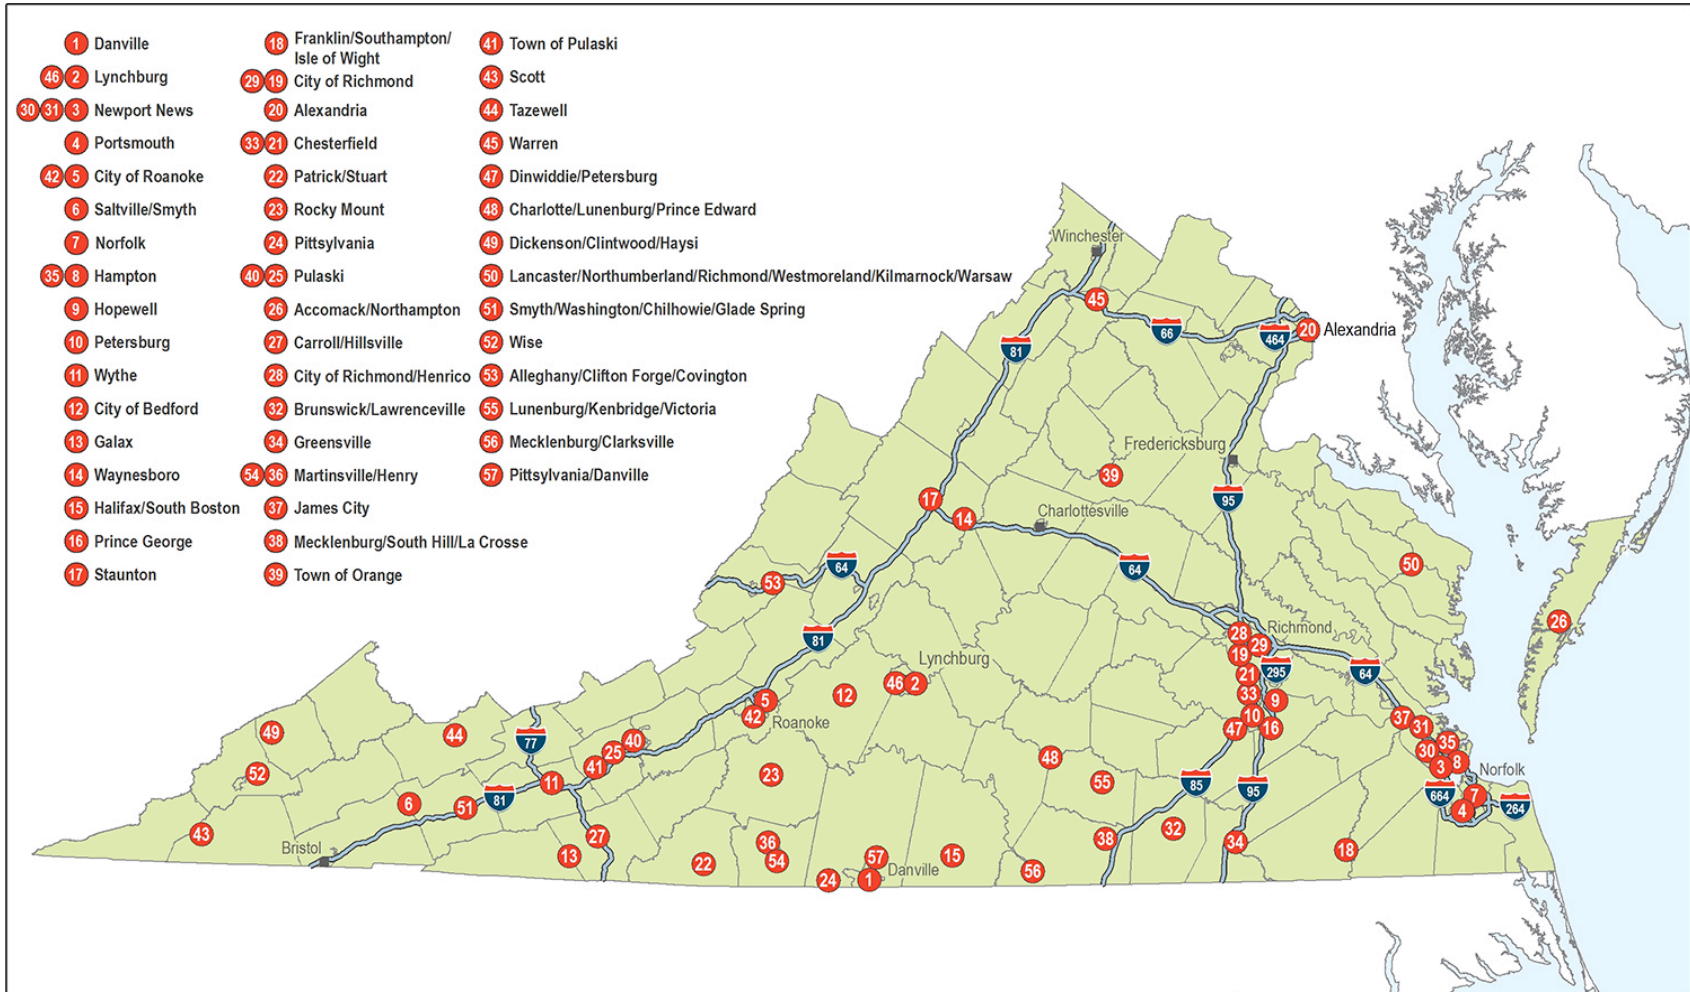 1 Danville
46 2 Lynchburg
30 31 3 Newport News
4 Portsmouth
42 5 City of Roanoke
6 Saltville/Smyth
7 Norfolk
35 8 Hampton
9 Hopewell
10 Petersburg
11 Wythe
12 City of Bedford
13 Galax
14 Waynesboro
15 Halifax/South Boston
16 Prince George
17 Staunton
18 Franklin/Southampton/
Isle of Wight
29 19 City of Richmond
20 Alexandria
33 21 Chesterfield
22 Patrick/Stuart
23 Rocky Mount
24 Pittsylvania
40 25 Pulaski
26 Accomack/Northampton
27 Carroll/Hillsville
28 City of Richmond/Henrico
32 Brunswick/Lawrenceville
34 Greensville
54 36 Martinsville/Henry
37 James City
38 Mecklenburg/South Hill/La Crosse
39 Town of Orange
41 Town of Pulaski
43 Scott
44 Tazewell
45 Warren
47 Dinwiddie/Petersburg
48 Charlotte/Lunenburg/Prince Edward
49 Dickenson/Clintwood/Haysi
50 Lancaster/Northumberland/Richmond/Westmoreland/Kilmarnock/Warsaw
51 Smyth/Washington/Chilhowie/Glade Spring
52 Wise
53 Alleghany/Clifton Forge/Covington
55 Lunenburg/Kenbridge/Victoria
56 Mecklenburg/Clarksville
57 Pittsylvania/Danville
Winchester
45
66
464
20 Alexandria
81
Fredericksburg
39
95
17
14
Charlottesville
64
53
64
50
26
81
28
Richmond
29
19
21
295
33
9
10
47
16
64
Lynchburg
46 2
12
5
42
Roanoke
37
31
30
35
3
8
Norfolk
7
4
664
264
49
44
77
40
25
41
11
52
6
51
81
43
Bristol
27
13
23
22
36
54
24
57
1
Danville
15
56
48
55
38
85
32
95
34
18